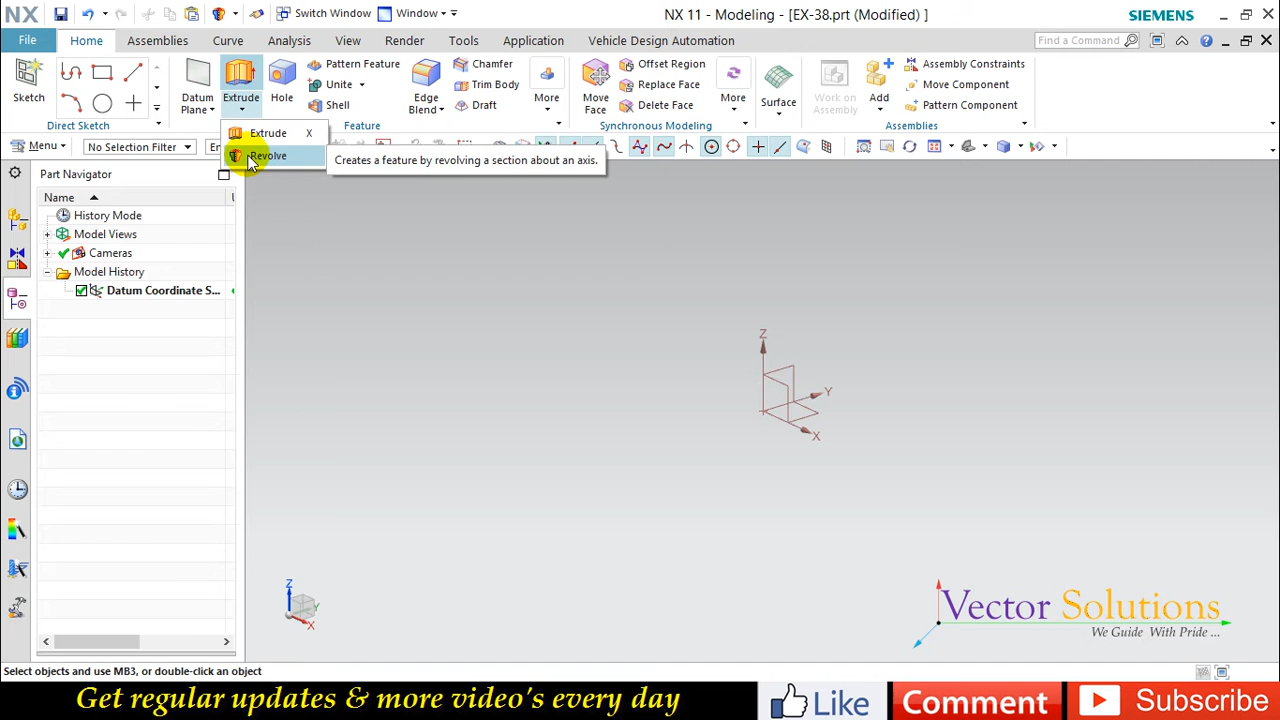 NX Switch Window Window NX 11 - Modeling - [EX-38.prt (Modified) ] SIEMENS
File Home Assemblies Curve Analysis View Render Tools Application Vehicle Design Automation Find a Command
Sketch Datum Plane Extrude Hole Pattern Feature Unite Shell Edge Blend Chamfer Trim Body Draft More Move Face Offset Region Replace Face Delete Face More Surface Work on Assembly Add Assembly Constraints Move Component Pattern Component
Direct Sketch Feature Synchronous Modeling Assemblies
Extrude X
Menu No Selection Filter En
Revolve Creates a feature by revolving a section about an axis.
Part Navigator
Name
History Mode
Model Views
Cameras
Model History
Datum Coordinate S...
Z
Y
X
Z
Y
X
Vector Solutions
We Guide With Pride ...
Select objects and use MB3, or double-click an object
Get regular updates & more video's every day Like Comment Subscribe